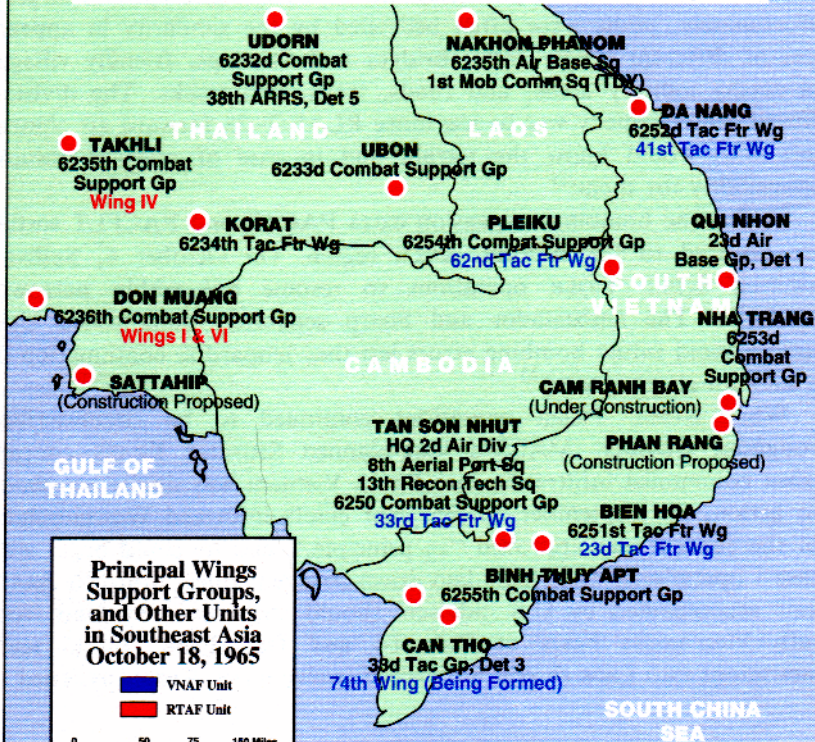 UDORN
6232d Combat
Support Gp
38th ARRS, Det 5
NAKHON PHANOM
6235th Air Base Sq
1st Mob Comm Sq (TDY)
DA NANG
6252d Tac Ftr Wg
41st Tac Ftr Wg
THAILAND
LAOS
TAKHLI
6235th Combat
Support Gp
Wing IV
UBON
6233d Combat Support Gp
KORAT
6234th Tac Ftr Wg
PLEIKU
6254th Combat Support Gp
62nd Tac Ftr Wg
QUI NHON
23d Air
Base Gp, Det 1
SOUTH
VIETNAM
DON MUANG
6236th Combat Support Gp
Wings I & VI
NHA TRANG
6253d
Combat
Support Gp
CAMBODIA
SATTAHIP
(Construction Proposed)
CAM RANH BAY
(Under Construction)
PHAN RANG
(Construction Proposed)
TAN SON NHUT
HQ 2d Air Div
8th Aerial Port Sq
13th Recon Tech Sq
6250 Combat Support Gp
33rd Tac Ftr Wg
GULF OF
THAILAND
BIEN HOA
6251st Tac Ftr Wg
23d Tac Ftr Wg
BINH THUY APT
6255th Combat Support Gp
CAN THO
33d Tac Gp, Det 3
74th Wing (Being Formed)
SOUTH CHINA
SEA
Principal Wings
Support Groups,
and Other Units
in Southeast Asia
October 18, 1965
VNAF Unit
RTAF Unit
0 50 75 150 Miles